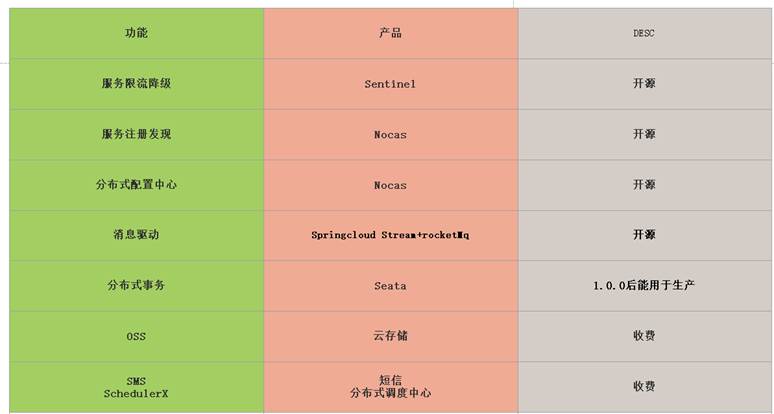 功能 产品 DESC
服务限流降级 Sentinel 开源
服务注册发现 Nocas 开源
分布式配置中心 Nocas 开源
消息驱动 Springcloud Stream+rocketMq 开源
分布式事务 Seata 1.0.0后能用于生产
OSS 云存储 收费
SMS 短信
SchedulerX 分布式调度中心 收费